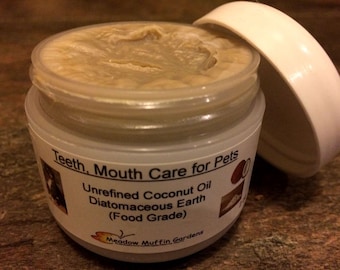 Teeth, Mouth Care for Pets
Unrefined Coconut Oil
Diatomaceous Earth
(Food Grade)
Meadow Muffin Gardens